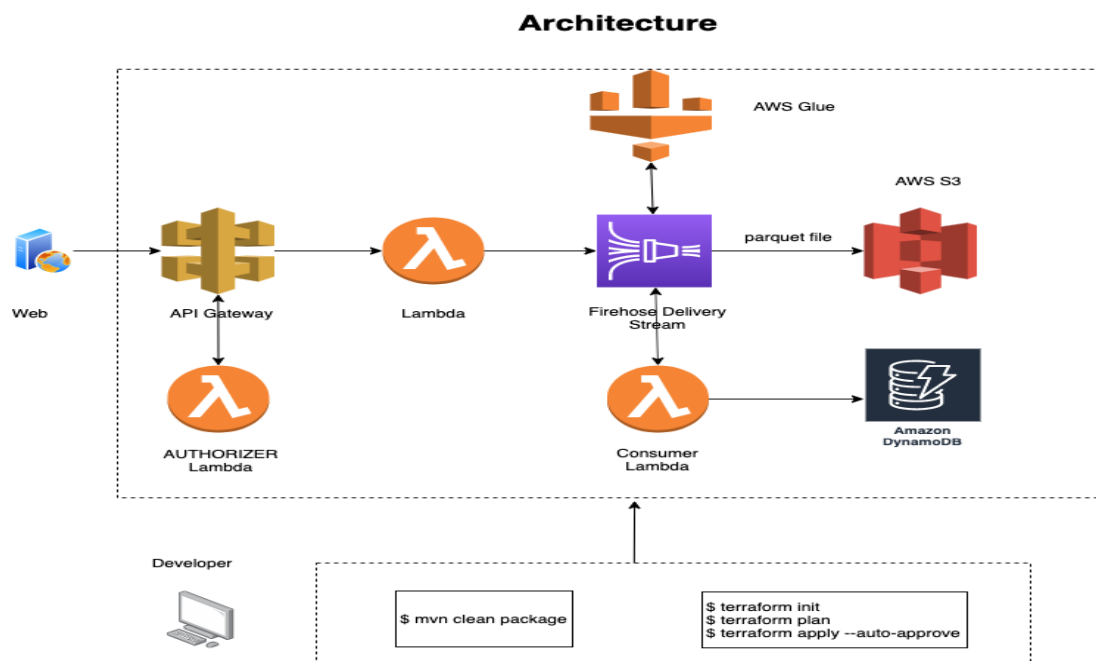 Architecture
AWS Glue
AWS S3
parquet file
Web
API Gateway
Lambda
Firehose Delivery
Stream
AUTHORIZER
Lambda
Consumer
Lambda
Amazon
DynamoDB
Developer
$ mvn clean package
$ terraform init
$ terraform plan
$ terraform apply --auto-approve